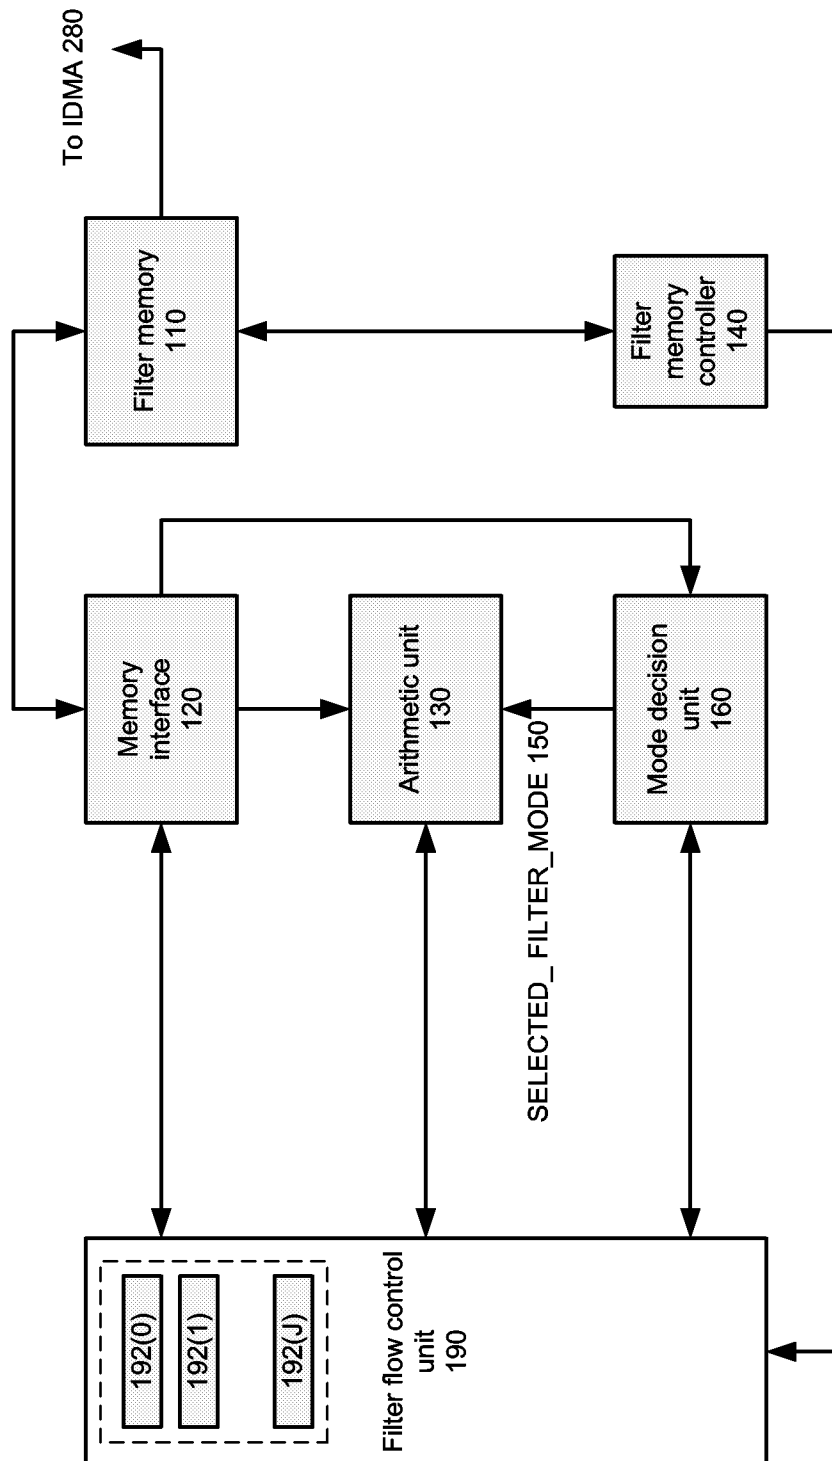 To IDMA 280
Filter memory
110
Filter
memory
controller
140
Memory
interface
120
Arithmetic unit
130
SELECTED_ FILTER_MODE 150
Mode decision
unit
160
192(0)
192(1)
192(J)
Filter flow control
unit
190